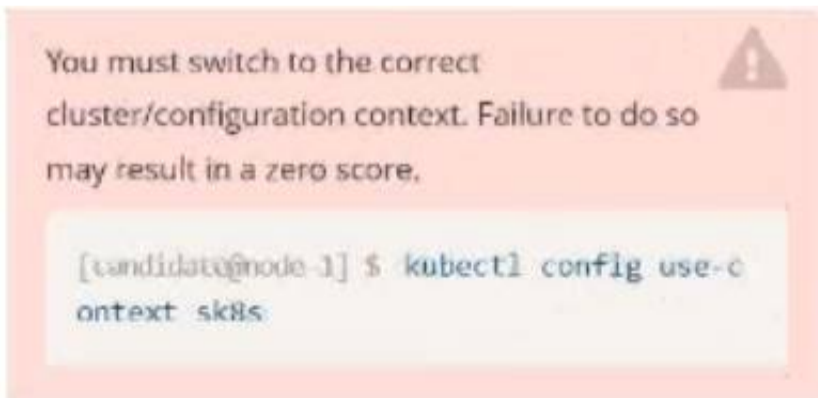 You must switch to the correct
cluster/configuration context. Failure to do so
may result in a zero score.
[candidate@node-1] $ kubectl config use-c
ontext sk8s